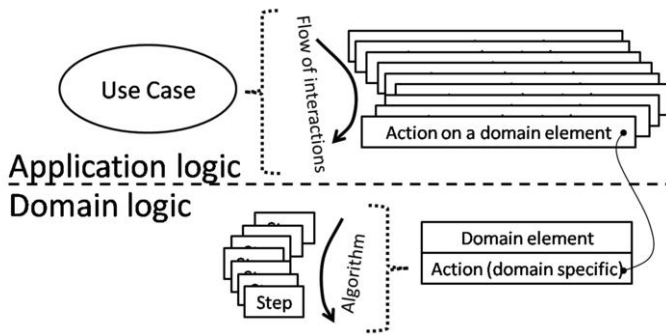 Flow of interactions
Use Case
Action on a domain element
Application logic
Domain logic
Algorithm
Domain element
Action (domain specific)
Step